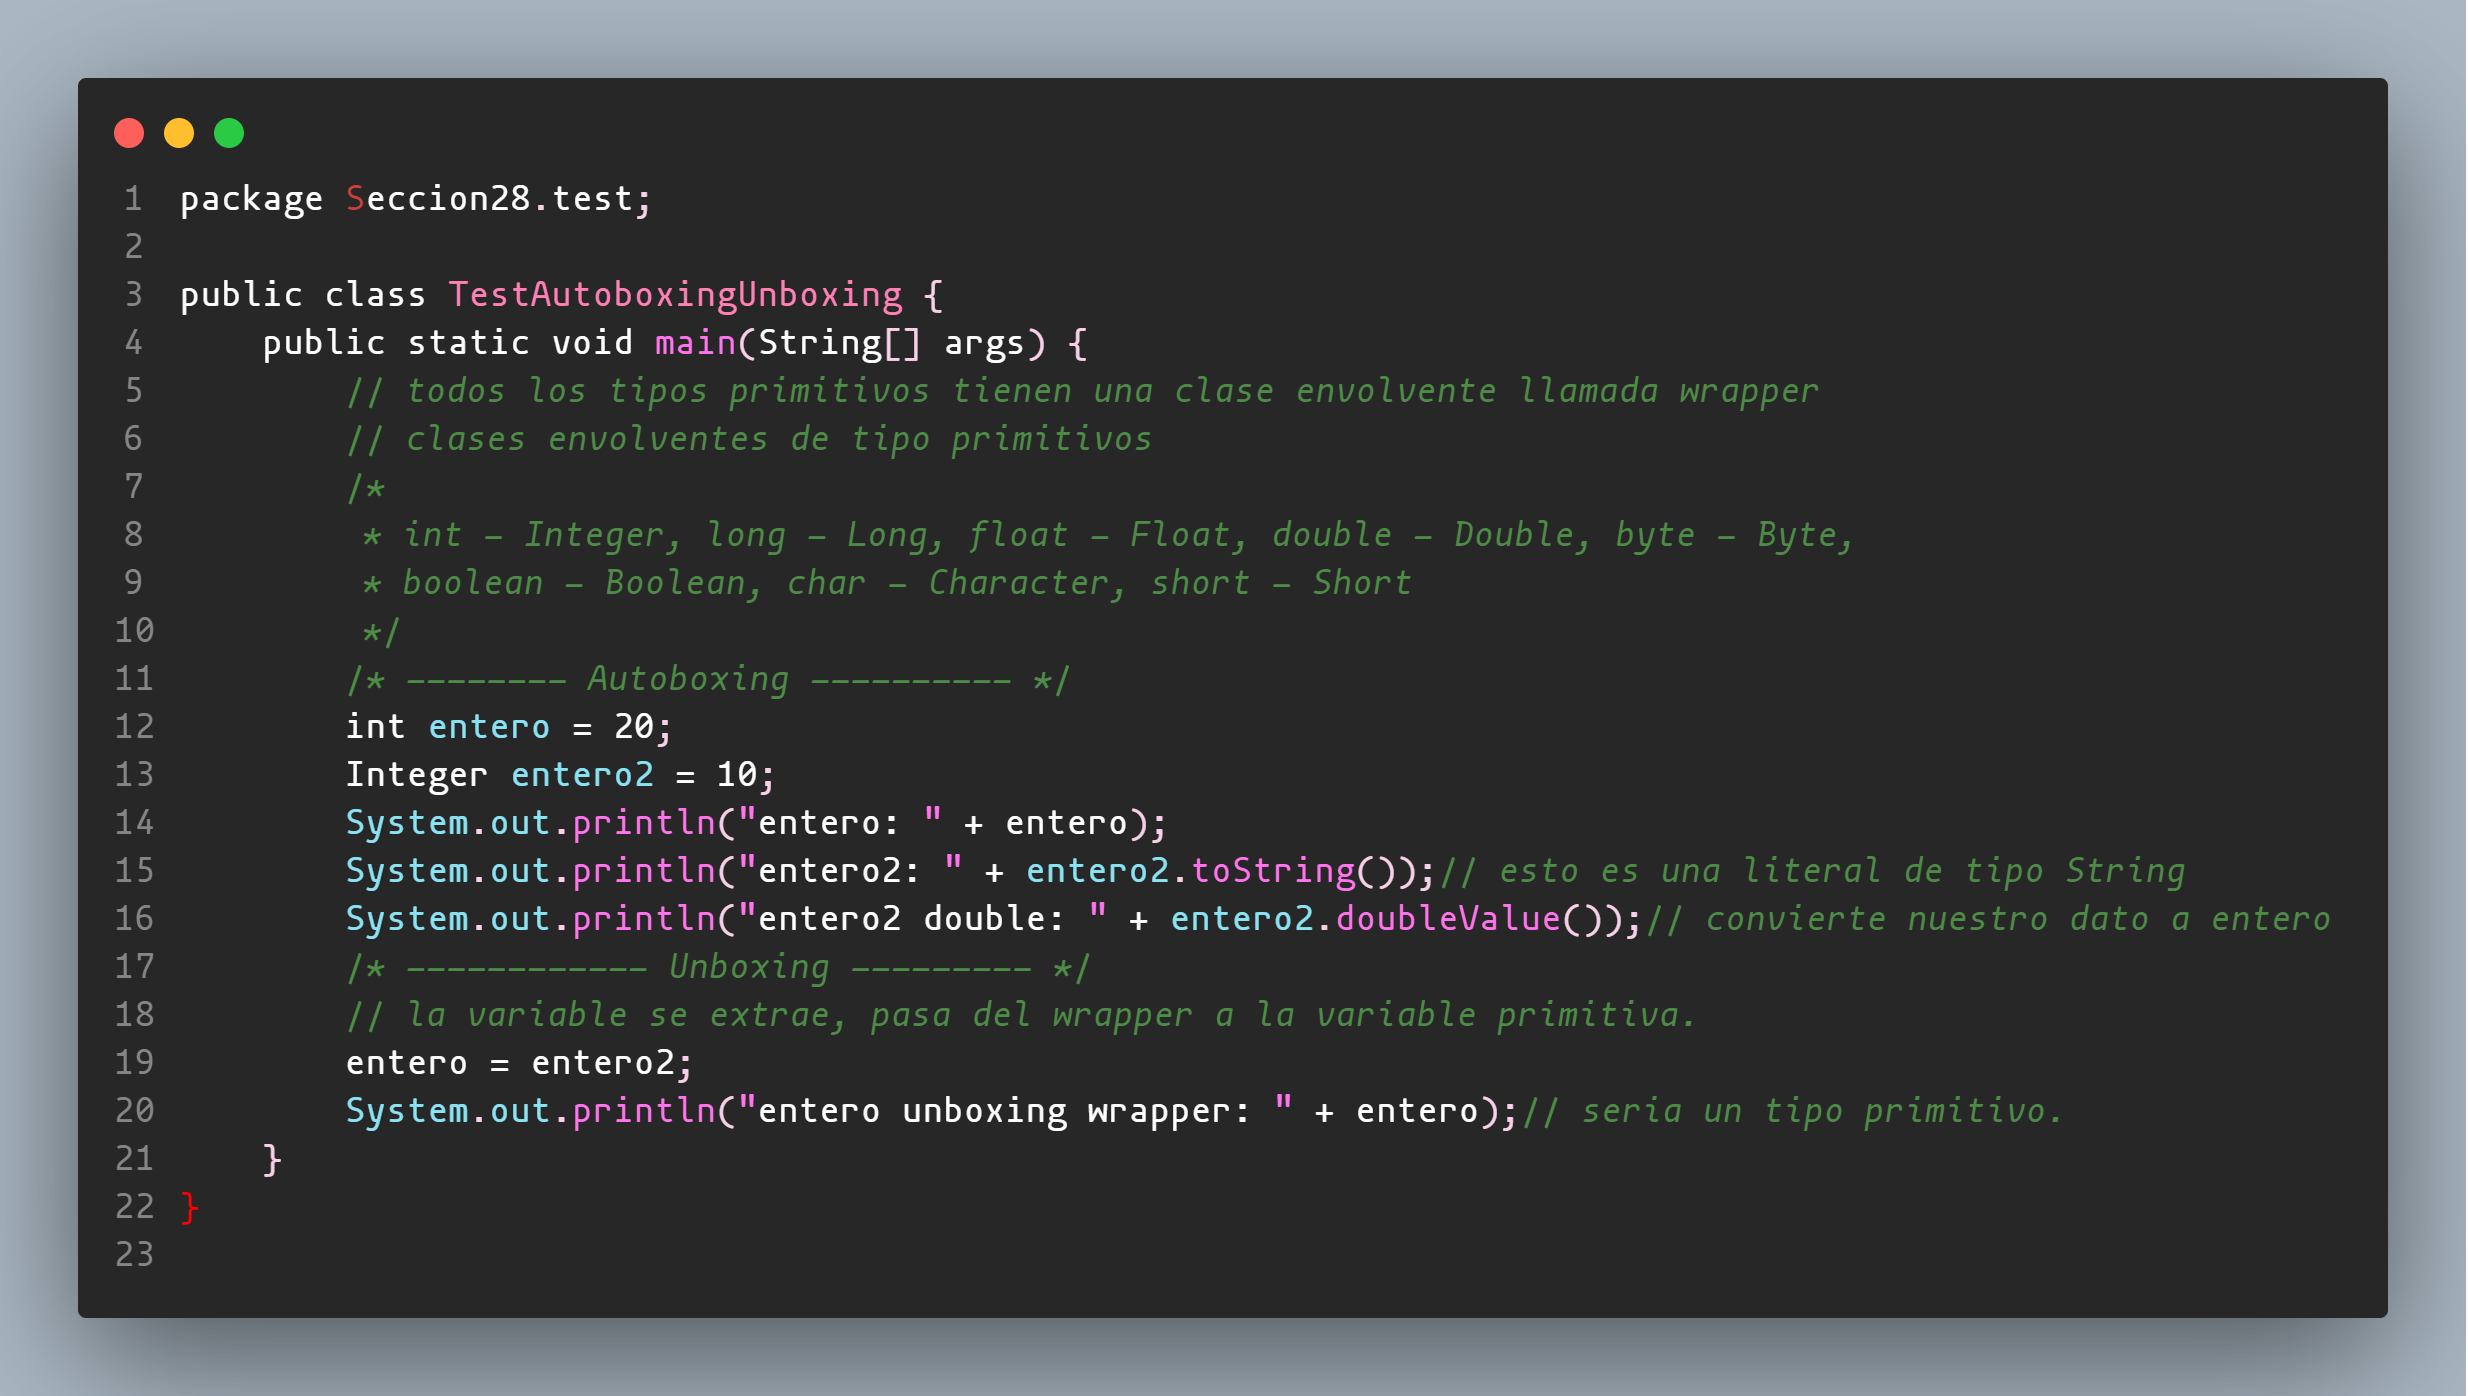 1 package Seccion28.test;
2
3 public class TestAutoboxingUnboxing {
4     public static void main(String[] args) {
5         // todos los tipos primitivos tienen una clase envolvente llamada wrapper
6         // clases envolventes de tipo primitivos
7         /*
8          * int - Integer, long - Long, float - Float, double - Double, byte - Byte,
9          * boolean - Boolean, char - Character, short - Short
10          */
11         /* -------- Autoboxing ---------- */
12         int entero = 20;
13         Integer entero2 = 10;
14         System.out.println("entero: " + entero);
15         System.out.println("entero2: " + entero2.toString());// esto es una literal de tipo String
16         System.out.println("entero2 double: " + entero2.doubleValue());// convierte nuestro dato a entero
17         /* ------------ Unboxing --------- */
18         // la variable se extrae, pasa del wrapper a la variable primitiva.
19         entero = entero2;
20         System.out.println("entero unboxing wrapper: " + entero);// seria un tipo primitivo.
21     }
22 }
23